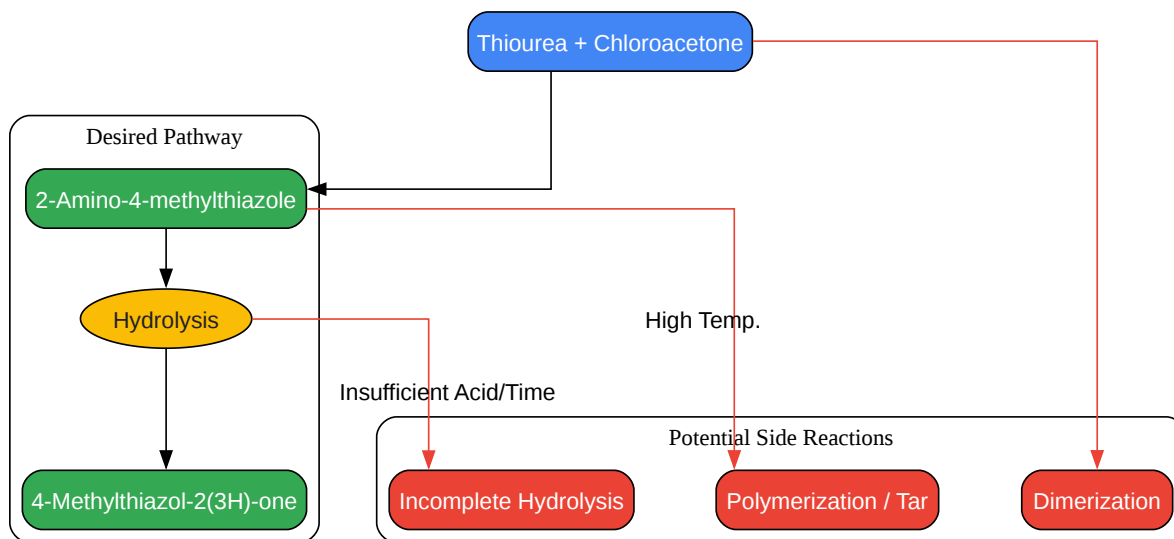 Thiourea + Chloroacetone
Desired Pathway
2-Amino-4-methylthiazole
Hydrolysis
High Temp.
Insufficient Acid/Time
Potential Side Reactions
4-Methylthiazol-2(3H)-one
Incomplete Hydrolysis
Polymerization / Tar
Dimerization